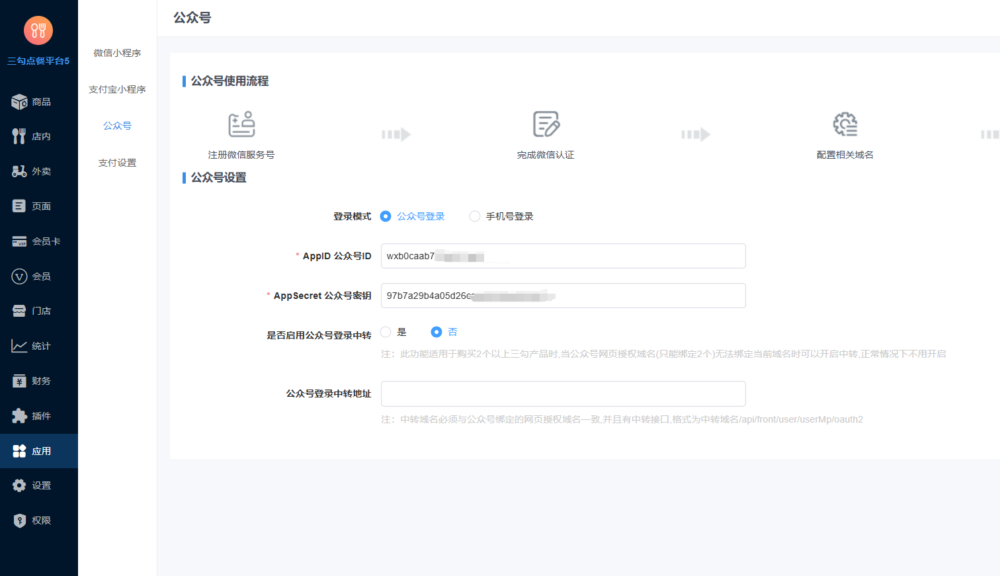 三勾点餐平台5
商品
店内
外卖
页面
会员卡
会员
门店
统计
财务
插件
应用
设置
权限
微信小程序
支付宝小程序
公众号
支付设置
公众号
公众号使用流程
注册微信服务号
完成微信认证
配置相关域名
公众号设置
登录模式 公众号登录 手机号登录
* AppID 公众号ID wxb0caab7
* AppSecret 公众号密钥 97b7a29b4a05d26c
是否启用公众号登录中转 是 否
注：此功能适用于购买2个以上三勾产品时,当公众号网页授权域名(只能绑定2个)无法绑定当前域名时可以开启中转,正常情况下不用开启
公众号登录中转地址
注：中转域名必须与公众号绑定的网页授权域名一致,并且有中转接口,格式为中转域名/api/front/user/userMp/oauth2